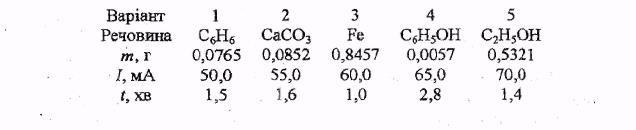 Варіант 1 2 3 4 5
Речовина C₆H₆ CaCO₃ Fe C₆H₅OH C₂H₅OH
m, г 0,0765 0,0852 0,8457 0,0057 0,5321
I, мА 50,0 55,0 60,0 65,0 70,0
t, хв 1,5 1,6 1,0 2,8 1,4